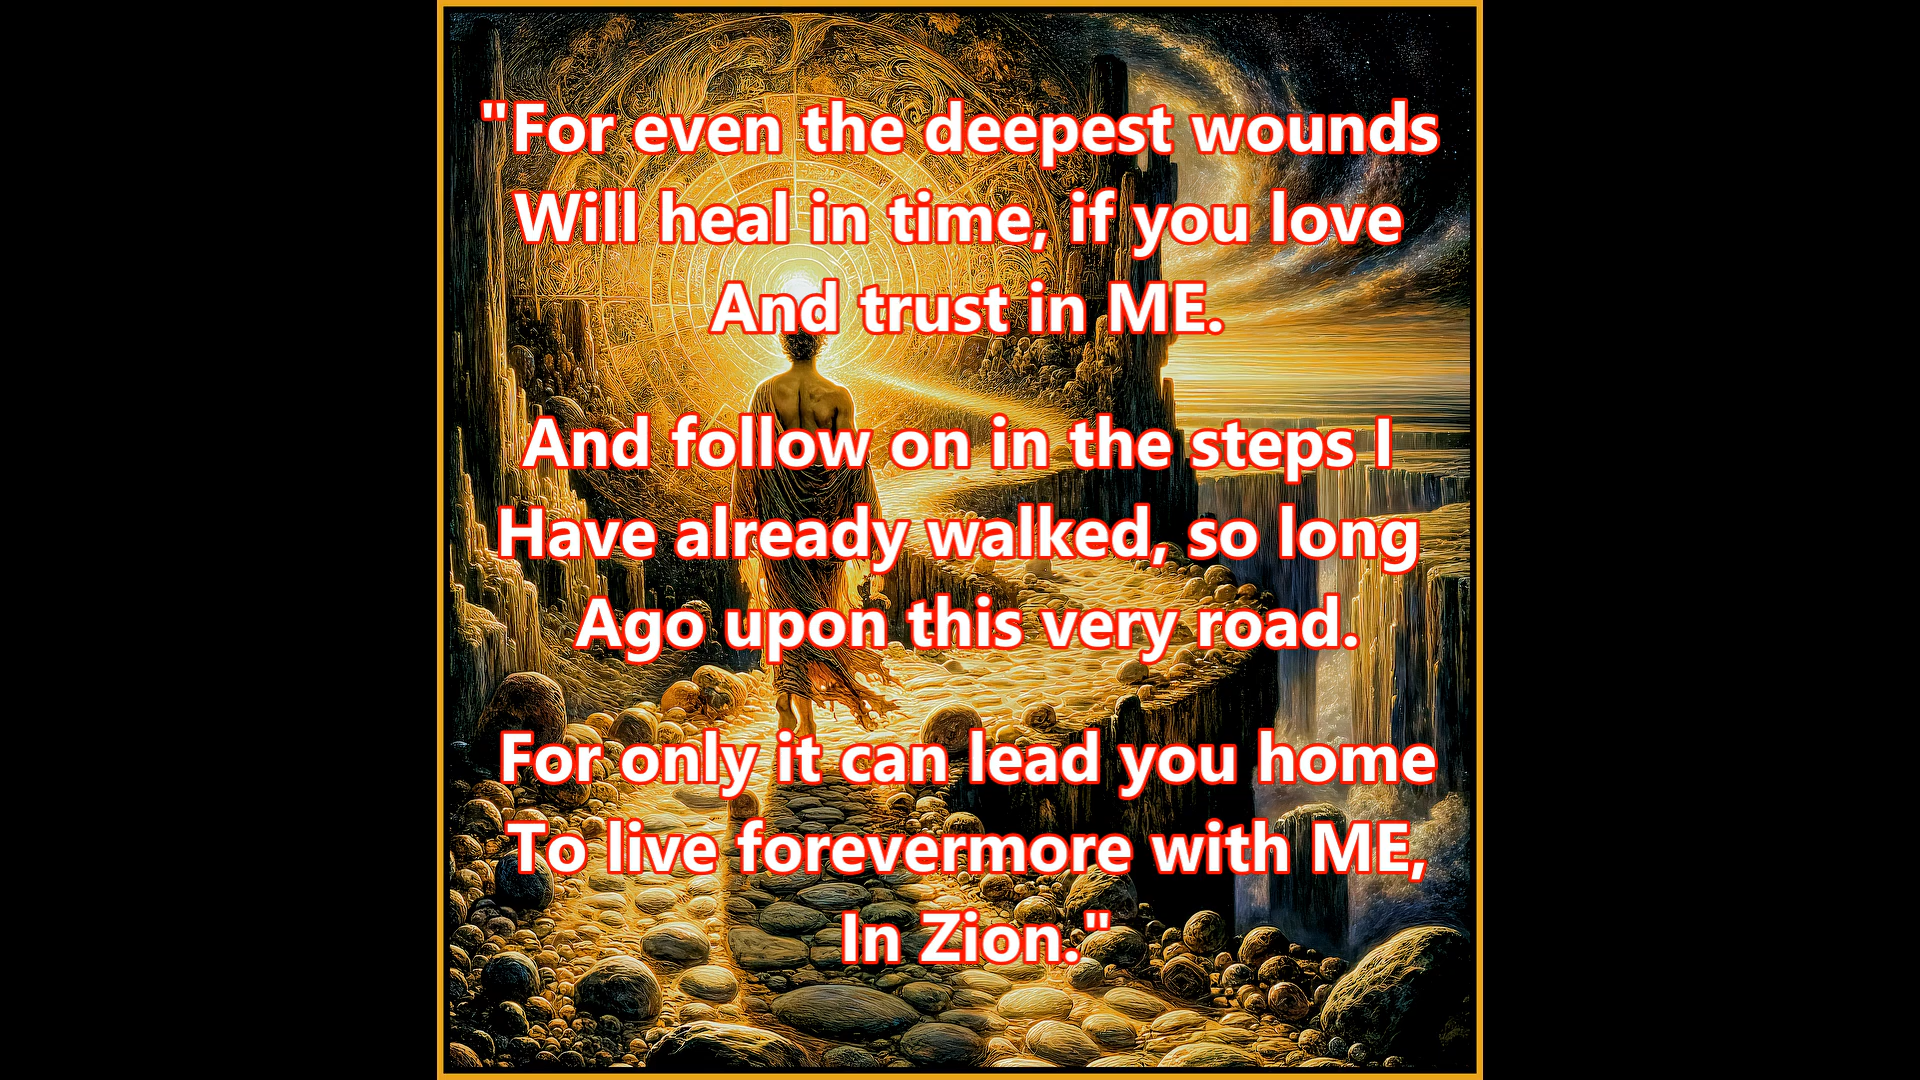 "For even the deepest wounds
Will heal in time, if you love
And trust in ME.
And follow on in the steps I
Have already walked, so long
Ago upon this very road.
For only it can lead you home
To live forevermore with ME,
In Zion."